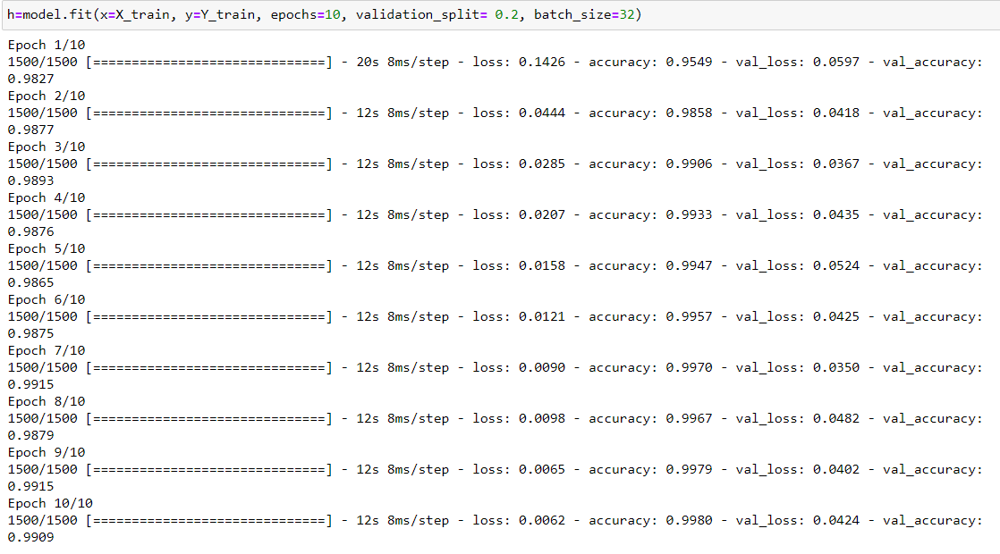 h=model.fit(x=X_train, y=Y_train, epochs=10, validation_split= 0.2, batch_size=32)
Epoch 1/10
1500/1500 [==============================] - 20s 8ms/step - loss: 0.1426 - accuracy: 0.9549 - val_loss: 0.0597 - val_accuracy:
0.9827
Epoch 2/10
1500/1500 [==============================] - 12s 8ms/step - loss: 0.0444 - accuracy: 0.9858 - val_loss: 0.0418 - val_accuracy:
0.9877
Epoch 3/10
1500/1500 [==============================] - 12s 8ms/step - loss: 0.0285 - accuracy: 0.9906 - val_loss: 0.0367 - val_accuracy:
0.9893
Epoch 4/10
1500/1500 [==============================] - 12s 8ms/step - loss: 0.0207 - accuracy: 0.9933 - val_loss: 0.0435 - val_accuracy:
0.9876
Epoch 5/10
1500/1500 [==============================] - 12s 8ms/step - loss: 0.0158 - accuracy: 0.9947 - val_loss: 0.0524 - val_accuracy:
0.9865
Epoch 6/10
1500/1500 [==============================] - 12s 8ms/step - loss: 0.0121 - accuracy: 0.9957 - val_loss: 0.0425 - val_accuracy:
0.9875
Epoch 7/10
1500/1500 [==============================] - 12s 8ms/step - loss: 0.0090 - accuracy: 0.9970 - val_loss: 0.0350 - val_accuracy:
0.9915
Epoch 8/10
1500/1500 [==============================] - 12s 8ms/step - loss: 0.0098 - accuracy: 0.9967 - val_loss: 0.0482 - val_accuracy:
0.9879
Epoch 9/10
1500/1500 [==============================] - 12s 8ms/step - loss: 0.0065 - accuracy: 0.9979 - val_loss: 0.0402 - val_accuracy:
0.9915
Epoch 10/10
1500/1500 [==============================] - 12s 8ms/step - loss: 0.0062 - accuracy: 0.9980 - val_loss: 0.0424 - val_accuracy:
0.9909